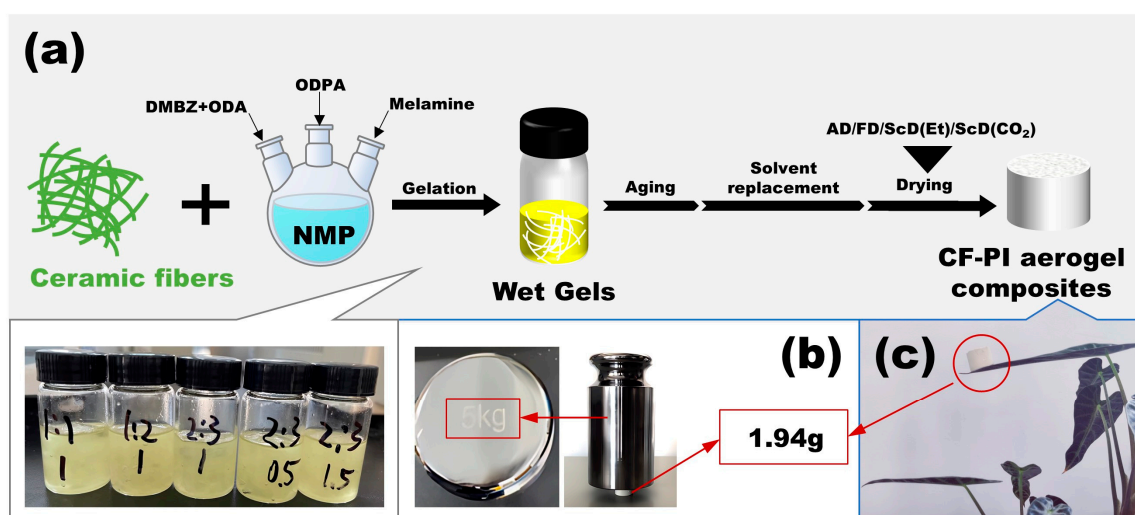 (a)
ODPA
DMBZ+ODA
Melamine
AD/FD/ScD(Et)/ScD(CO₂)
Gelation
Aging
Solvent
replacement
Drying
NMP
Ceramic fibers
Wet Gels
CF-PI aerogel
composites
1:1
1
1:2
1
2:3
1
2:3
0.5
2:3
1.5
5kg
(b)
1.94g
(c)